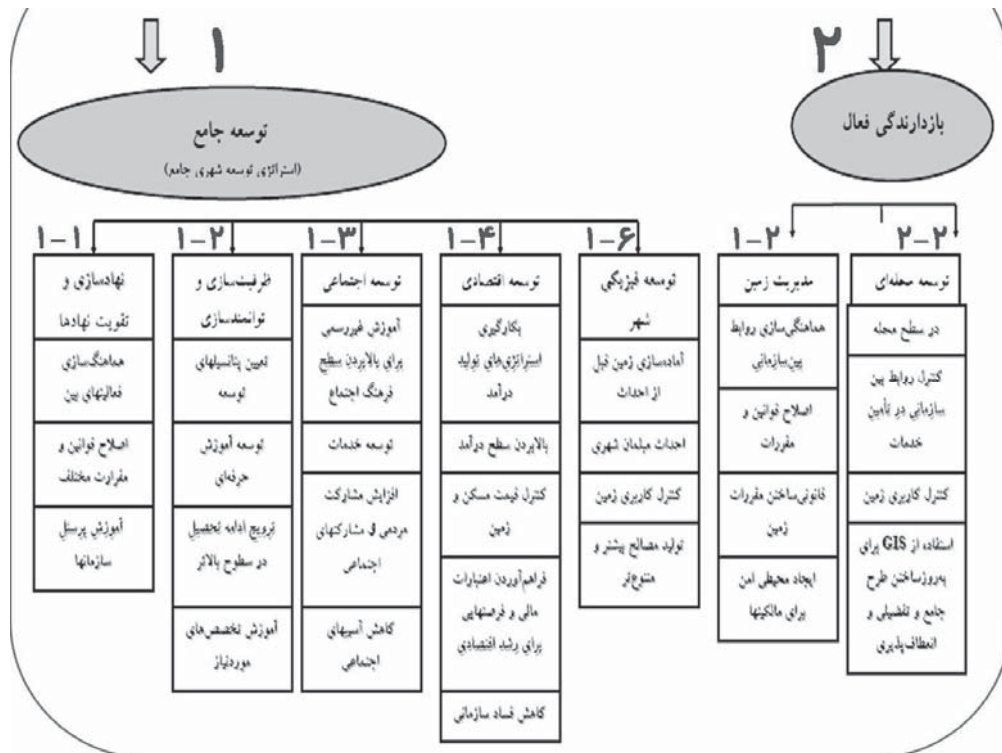 ۱
توسعه جامع
(استراتژی توسعه شهری جامع)
۱-۱
نهادسازی و
تقویت نهادها
هماهنگ‌سازی
فعالیتهای بین
اصلاح قوانین و
مقرارت مختلف
آموزش پرسنل
سازمانها
۱-۲
ظرفیت‌سازی و
توانمندسازی
تعیین پتانسیلهای
توسعه
توسعه آموزش
حرفه‌ای
ترویج ادامه تحصیل
در سطوح بالاتر
آموزش تخصص‌های
موردنیاز
۱-۳
توسعه اجتماعی
آموزش غیررسمی
برای بالابردن سطح
فرهنگ اجتماع
توسعه خدمات
افزایش مشارکت
مردمی و مشارکتهای
اجتماعی
کاهش آسیبهای
اجتماعی
۱-۴
توسعه اقتصادی
بکارگیری
استراتژی‌های تولید
درآمد
بالابردن سطح درآمد
کنترل قیمت مسکن و
زمین
فراهم‌آوردن اعتبارات
مالی و فرصتهایی
برای رشد اقتصادی
کاهش فساد سازمانی
۱-۶
توسعه فیزیکی
شهر
آماده‌سازی زمین قبل
از احداث
احداث مبلمان شهری
کنترل کاربری زمین
تولید مصالح بیشتر و
متنوع‌تر
۲
بازدارندگی فعال
۱-۲
مدیریت زمین
هماهنگی‌سازی روابط
بین‌سازمانی
اصلاح قوانین و
مقررات
قانونی‌ساختن مقررات
زمین
ایجاد محیطی امن
برای مالکیتها
۲-۲
توسعه محله‌ای
در سطح محله
کنترل روابط بین
سازمانی در تأمین
خدمات
کنترل کاربری زمین
استفاده از GIS برای
به‌روزساختن طرح
جامع و تفضیلی و
انعطاف‌پذیری